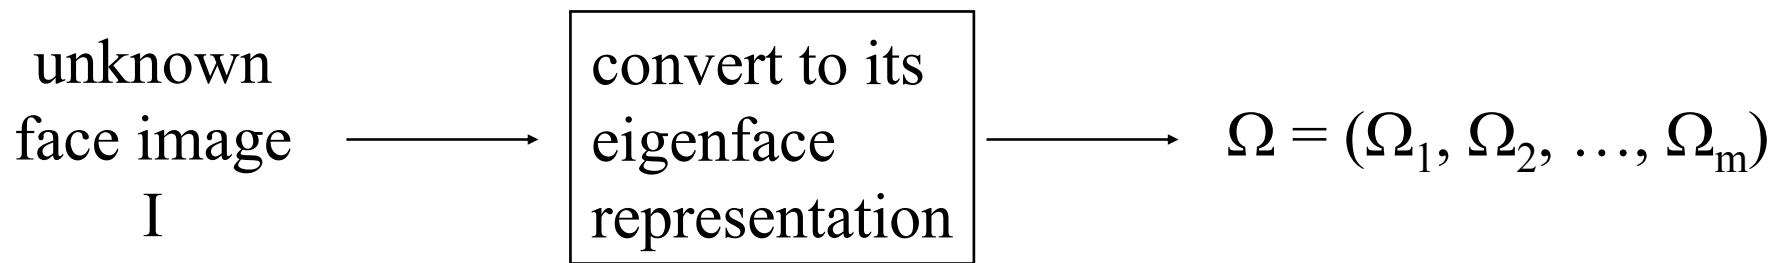 unknown
face image
I
convert to its
eigenface
representation
Ω = (Ω₁, Ω₂, …, Ωₘ)